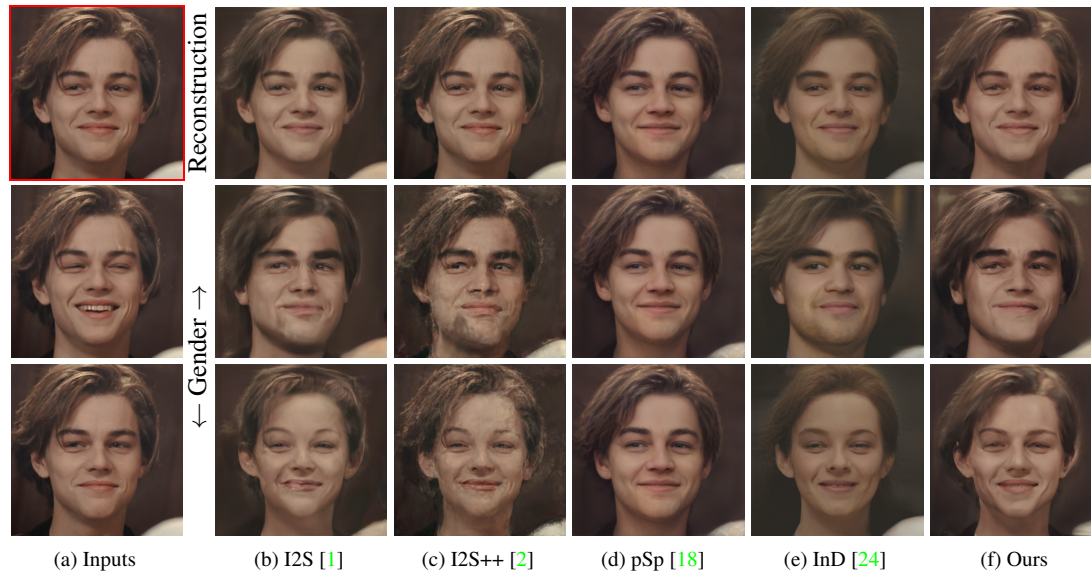 Reconstruction
← Gender →
(a) Inputs
(b) I2S [1]
(c) I2S++ [2]
(d) pSp [18]
(e) InD [24]
(f) Ours